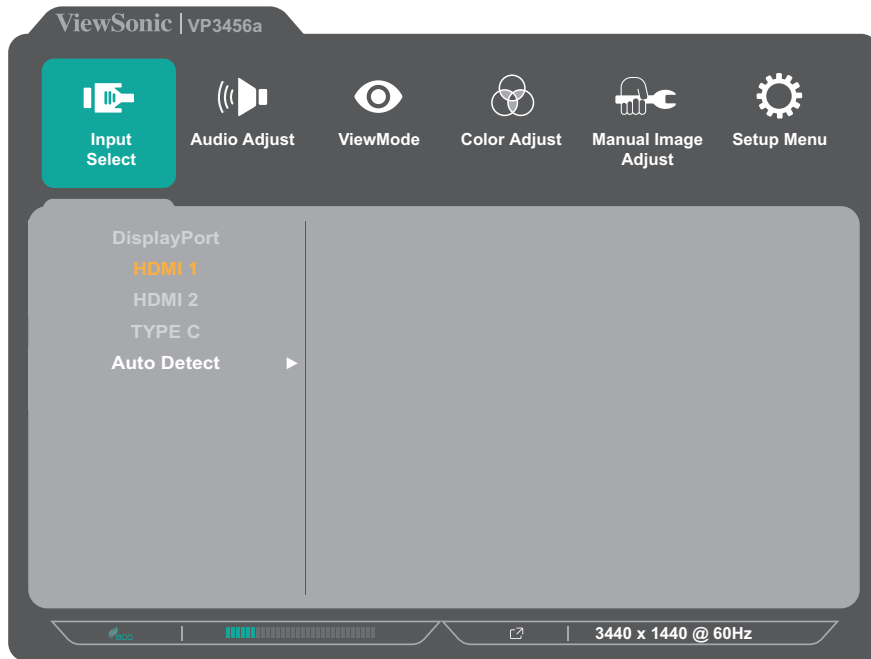 ViewSonic | VP3456a
Input
Select
Audio Adjust
ViewMode
Color Adjust
Manual Image
Adjust
Setup Menu
DisplayPort
HDMI 1
HDMI 2
TYPE C
Auto Detect
eco
3440 x 1440 @ 60Hz